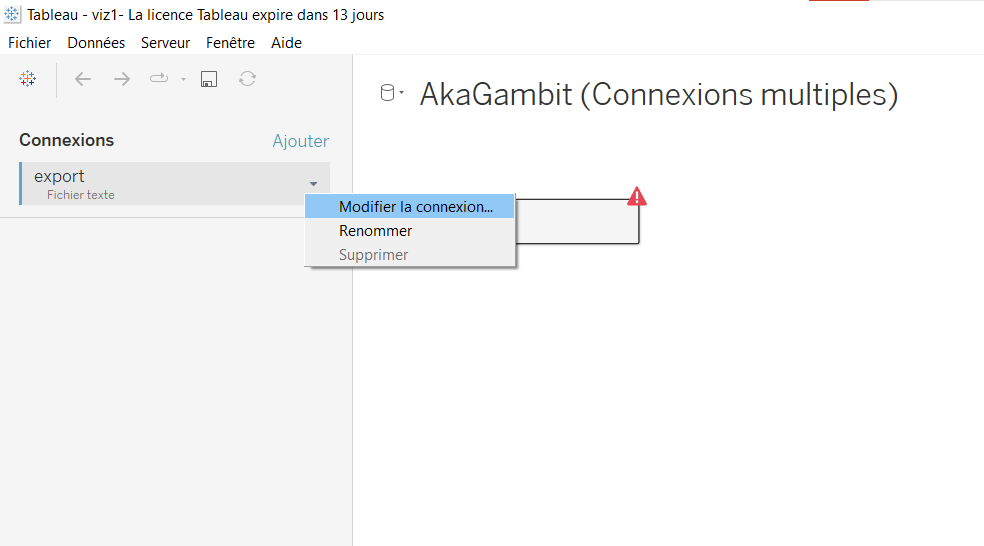 Tableau - viz1- La licence Tableau expire dans 13 jours
Fichier Données Serveur Fenêtre Aide
AkaGambit (Connexions multiples)
Connexions Ajouter
export
Fichier texte
Modifier la connexion...
Renommer
Supprimer